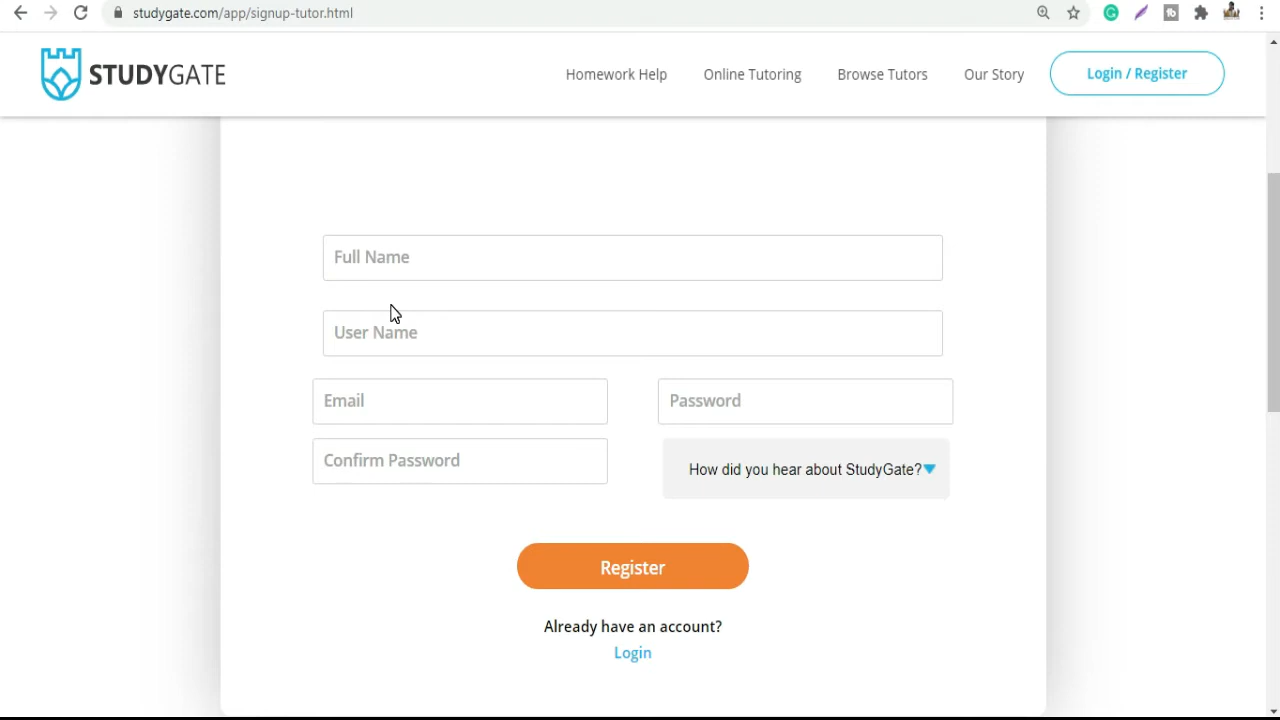 studygate.com/app/signup-tutor.html
STUDYGATE
Homework Help
Online Tutoring
Browse Tutors
Our Story
Login / Register
Full Name
User Name
Email
Password
Confirm Password
How did you hear about StudyGate?
Register
Already have an account?
Login